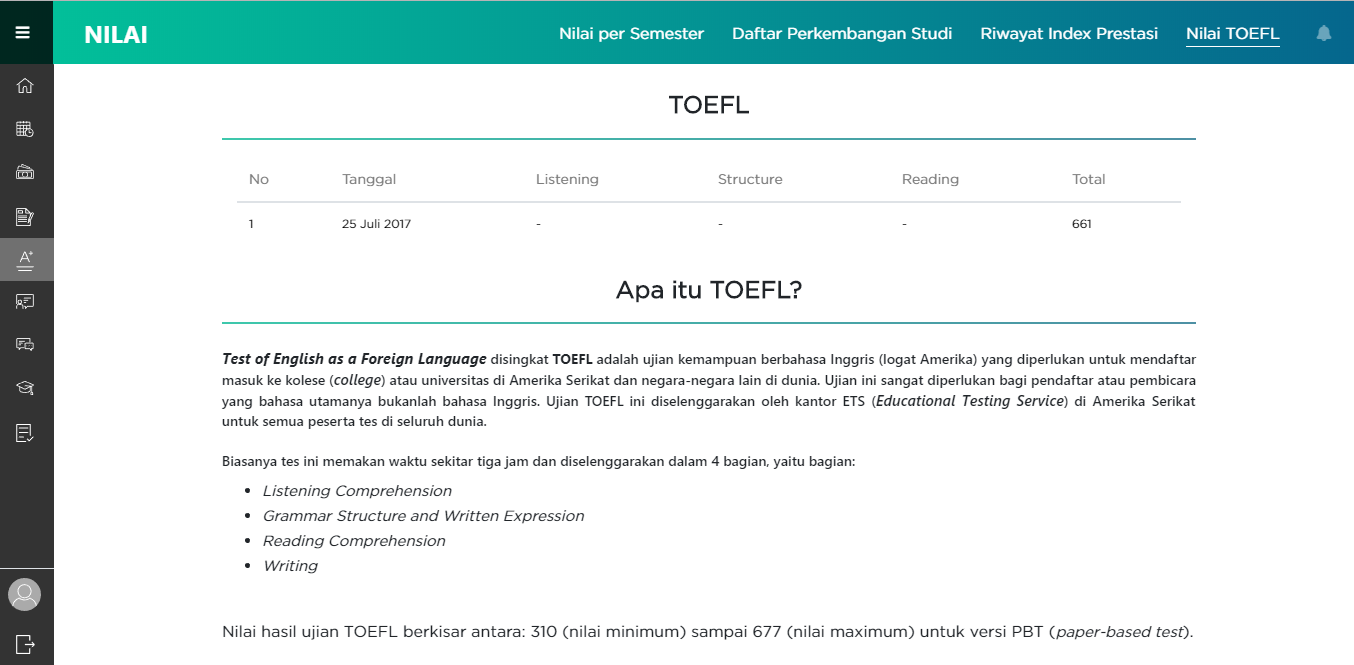 NILAI
Nilai per Semester Daftar Perkembangan Studi Riwayat Index Prestasi Nilai TOEFL
TOEFL
No Tanggal Listening Structure Reading Total
1 25 Juli 2017 - - - 661
Apa itu TOEFL?
Test of English as a Foreign Language disingkat TOEFL adalah ujian kemampuan berbahasa Inggris (logat Amerika) yang diperlukan untuk mendaftar
masuk ke kolese (college) atau universitas di Amerika Serikat dan negara-negara lain di dunia. Ujian ini sangat diperlukan bagi pendaftar atau pembicara
yang bahasa utamanya bukanlah bahasa Inggris. Ujian TOEFL ini diselenggarakan oleh kantor ETS (Educational Testing Service) di Amerika Serikat
untuk semua peserta tes di seluruh dunia.
Biasanya tes ini memakan waktu sekitar tiga jam dan diselenggarakan dalam 4 bagian, yaitu bagian:
• Listening Comprehension
• Grammar Structure and Written Expression
• Reading Comprehension
• Writing
Nilai hasil ujian TOEFL berkisar antara: 310 (nilai minimum) sampai 677 (nilai maximum) untuk versi PBT (paper-based test).